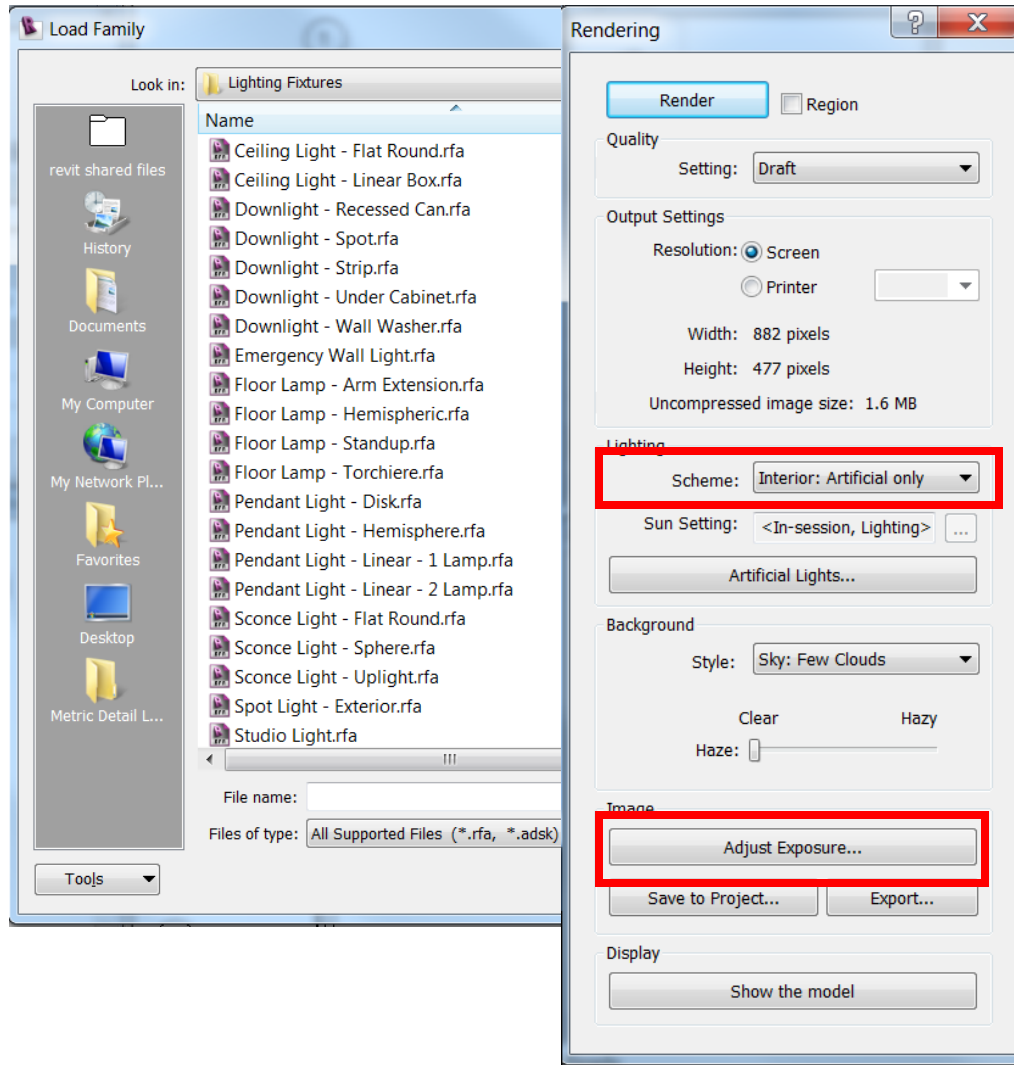 Load Family
Look in: Lighting Fixtures
revit shared files
History
Documents
My Computer
My Network Pl...
Favorites
Desktop
Metric Detail L...
Name
Ceiling Light - Flat Round.rfa
Ceiling Light - Linear Box.rfa
Downlight - Recessed Can.rfa
Downlight - Spot.rfa
Downlight - Strip.rfa
Downlight - Under Cabinet.rfa
Downlight - Wall Washer.rfa
Emergency Wall Light.rfa
Floor Lamp - Arm Extension.rfa
Floor Lamp - Hemispheric.rfa
Floor Lamp - Standup.rfa
Floor Lamp - Torchiere.rfa
Pendant Light - Disk.rfa
Pendant Light - Hemisphere.rfa
Pendant Light - Linear - 1 Lamp.rfa
Pendant Light - Linear - 2 Lamp.rfa
Sconce Light - Flat Round.rfa
Sconce Light - Sphere.rfa
Sconce Light - Uplight.rfa
Spot Light - Exterior.rfa
Studio Light.rfa
File name:
Files of type: All Supported Files (*.rfa, *.adsk)
Tools
Rendering
Render Region
Quality
Setting: Draft
Output Settings
Resolution: Screen
Printer
Width: 882 pixels
Height: 477 pixels
Uncompressed image size: 1.6 MB
Lighting
Scheme: Interior: Artificial only
Sun Setting: <In-session, Lighting> ...
Artificial Lights...
Background
Style: Sky: Few Clouds
Clear Hazy
Haze:
Image
Adjust Exposure...
Save to Project... Export...
Display
Show the model